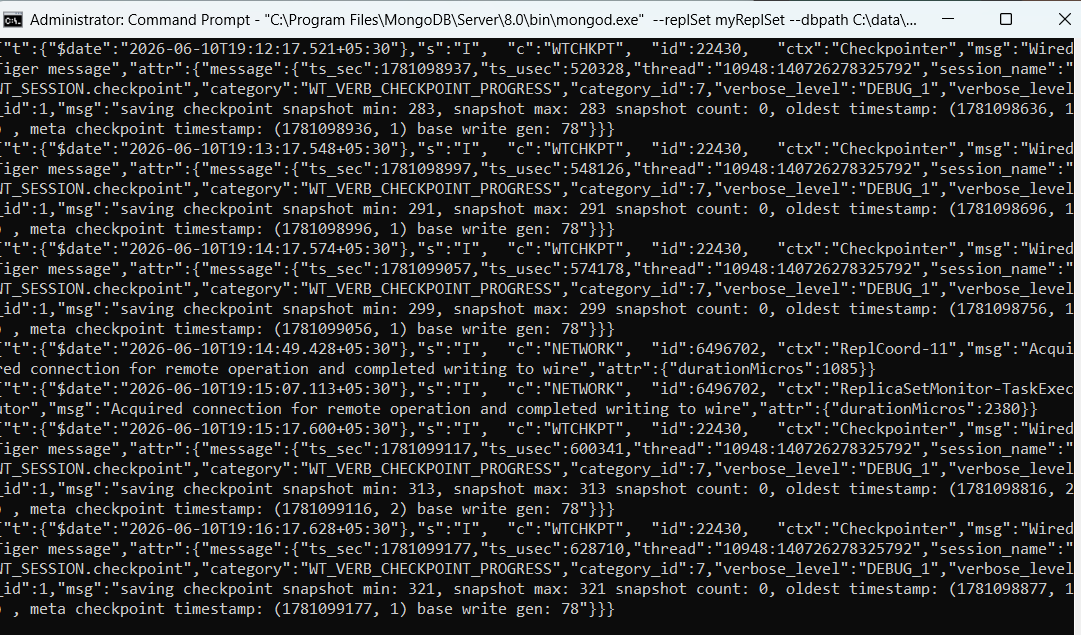 Administrator: Command Prompt - "C:\Program Files\MongoDB\Server\8.0\bin\mongod.exe" --replSet myReplSet --dbpath C:\data\...
{"t":{"$date":"2026-06-10T19:12:17.521+05:30"},"s":"I", "c":"WTCHKPT", "id":22430, "ctx":"Checkpointer","msg":"Wired
Tiger message","attr":{"message":{"ts_sec":1781098937,"ts_usec":520328,"thread":"10948:140726278325792","session_name":"
WT_SESSION.checkpoint","category":"WT_VERB_CHECKPOINT_PROGRESS","category_id":7,"verbose_level":"DEBUG_1","verbose_level
_id":1,"msg":"saving checkpoint snapshot min: 283, snapshot max: 283 snapshot count: 0, oldest timestamp: (1781098636, 1
) , meta checkpoint timestamp: (1781098936, 1) base write gen: 78"}}}
{"t":{"$date":"2026-06-10T19:13:17.548+05:30"},"s":"I", "c":"WTCHKPT", "id":22430, "ctx":"Checkpointer","msg":"Wired
Tiger message","attr":{"message":{"ts_sec":1781098997,"ts_usec":548126,"thread":"10948:140726278325792","session_name":"
WT_SESSION.checkpoint","category":"WT_VERB_CHECKPOINT_PROGRESS","category_id":7,"verbose_level":"DEBUG_1","verbose_level
_id":1,"msg":"saving checkpoint snapshot min: 291, snapshot max: 291 snapshot count: 0, oldest timestamp: (1781098696, 1
) , meta checkpoint timestamp: (1781098996, 1) base write gen: 78"}}}
{"t":{"$date":"2026-06-10T19:14:17.574+05:30"},"s":"I", "c":"WTCHKPT", "id":22430, "ctx":"Checkpointer","msg":"Wired
Tiger message","attr":{"message":{"ts_sec":1781099057,"ts_usec":574178,"thread":"10948:140726278325792","session_name":"
WT_SESSION.checkpoint","category":"WT_VERB_CHECKPOINT_PROGRESS","category_id":7,"verbose_level":"DEBUG_1","verbose_level
_id":1,"msg":"saving checkpoint snapshot min: 299, snapshot max: 299 snapshot count: 0, oldest timestamp: (1781098756, 1
) , meta checkpoint timestamp: (1781099056, 1) base write gen: 78"}}}
{"t":{"$date":"2026-06-10T19:14:49.428+05:30"},"s":"I", "c":"NETWORK", "id":6496702, "ctx":"ReplCoord-11","msg":"Acqui
red connection for remote operation and completed writing to wire","attr":{"durationMicros":1085}}
{"t":{"$date":"2026-06-10T19:15:07.113+05:30"},"s":"I", "c":"NETWORK", "id":6496702, "ctx":"ReplicaSetMonitor-TaskExec
utor","msg":"Acquired connection for remote operation and completed writing to wire","attr":{"durationMicros":2380}}
{"t":{"$date":"2026-06-10T19:15:17.600+05:30"},"s":"I", "c":"WTCHKPT", "id":22430, "ctx":"Checkpointer","msg":"Wired
Tiger message","attr":{"message":{"ts_sec":1781099117,"ts_usec":600341,"thread":"10948:140726278325792","session_name":"
WT_SESSION.checkpoint","category":"WT_VERB_CHECKPOINT_PROGRESS","category_id":7,"verbose_level":"DEBUG_1","verbose_level
_id":1,"msg":"saving checkpoint snapshot min: 313, snapshot max: 313 snapshot count: 0, oldest timestamp: (1781098816, 2
) , meta checkpoint timestamp: (1781099116, 2) base write gen: 78"}}}
{"t":{"$date":"2026-06-10T19:16:17.628+05:30"},"s":"I", "c":"WTCHKPT", "id":22430, "ctx":"Checkpointer","msg":"Wired
Tiger message","attr":{"message":{"ts_sec":1781099177,"ts_usec":628710,"thread":"10948:140726278325792","session_name":"
WT_SESSION.checkpoint","category":"WT_VERB_CHECKPOINT_PROGRESS","category_id":7,"verbose_level":"DEBUG_1","verbose_level
_id":1,"msg":"saving checkpoint snapshot min: 321, snapshot max: 321 snapshot count: 0, oldest timestamp: (1781098877, 1
) , meta checkpoint timestamp: (1781099177, 1) base write gen: 78"}}}